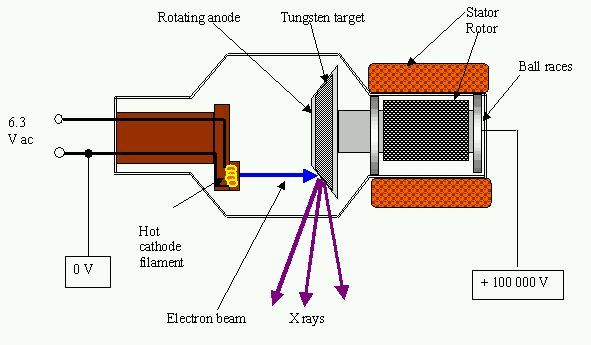 Rotating anode
Tungsten target
Stator
Rotor
Ball races
6.3
V ac
Hot
cathode
filament
0 V
+ 100 000 V
Electron beam
X rays